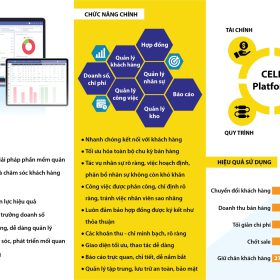 iải pháp phần mềm quản
à chăm sóc khách hàng
n lực hiệu quả
trưởng doanh số
ng, dễ dàng quản lý
sóc, phát triển mối quan
CHỨC NĂNG CHÍNH
Hợp đồng
Quản lý
khách hàng
Quản lý
nhân sự
Doanh số,
chi phí
Báo cáo
Quản lý
công việc
Quản lý
kho
Nhanh chóng kết nối với khách hàng
Tối ưu hóa toàn bộ chu kỳ bán hàng
Tác vụ nhân sự rõ ràng, việc hoạch định,
phân bổ nhân sự không còn khó khăn
Công việc được phân công, chỉ định rõ
ràng, tránh việc nhân viên sao nhãng
Luôn đảm bảo hợp đồng được ký kết như
thỏa thuận
Các khoản thu - chi minh bạch, rõ ràng
Giao diện tối ưu, thao tác dễ dàng
Báo cáo trực quan, chi tiết, dễ nắm bắt
Quản lý tập trung, lưu trữ an toàn, bảo mật
TÀI CHÍNH
CELE
Platfor
QUY TRÌNH
HIỆU QUẢ SỬ DỤNG
Chuyển đổi khách hàng
Doanh thu bán hàng
Tổng chi phí
Chốt sale
Giữ chân khách hàng